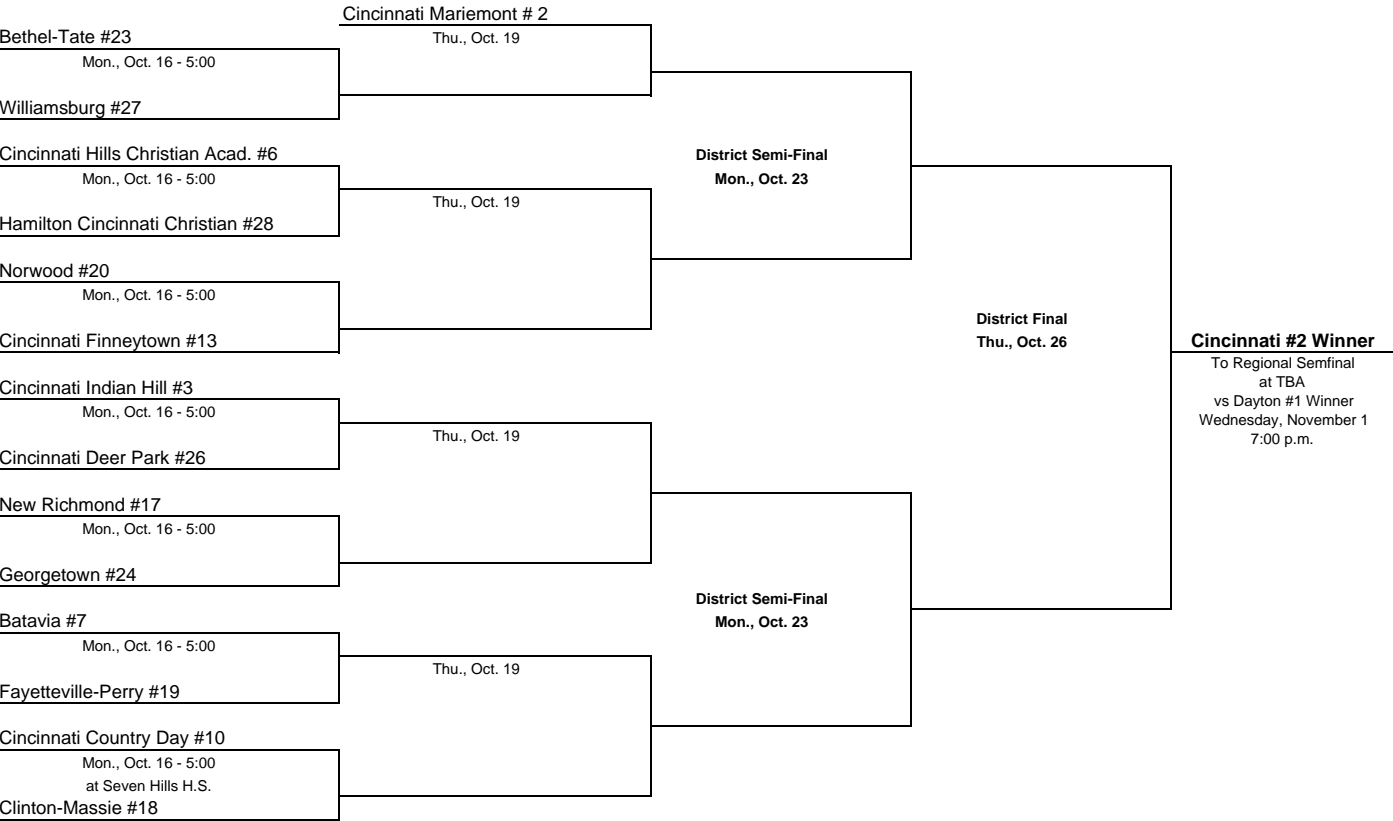 Cincinnati Mariemont # 2
Bethel-Tate #23
Thu., Oct. 19
Mon., Oct. 16 - 5:00
Williamsburg #27
Cincinnati Hills Christian Acad. #6
District Semi-Final
Mon., Oct. 16 - 5:00
Mon., Oct. 23
Thu., Oct. 19
Hamilton Cincinnati Christian #28
Norwood #20
Mon., Oct. 16 - 5:00
District Final
Cincinnati Finneytown #13
Thu., Oct. 26
Cincinnati #2 Winner
To Regional Semfinal
at TBA
vs Dayton #1 Winner
Wednesday, November 1
7:00 p.m.
Cincinnati Indian Hill #3
Mon., Oct. 16 - 5:00
Thu., Oct. 19
Cincinnati Deer Park #26
New Richmond #17
Mon., Oct. 16 - 5:00
Georgetown #24
District Semi-Final
Mon., Oct. 23
Batavia #7
Mon., Oct. 16 - 5:00
Thu., Oct. 19
Fayetteville-Perry #19
Cincinnati Country Day #10
Mon., Oct. 16 - 5:00
at Seven Hills H.S.
Clinton-Massie #18